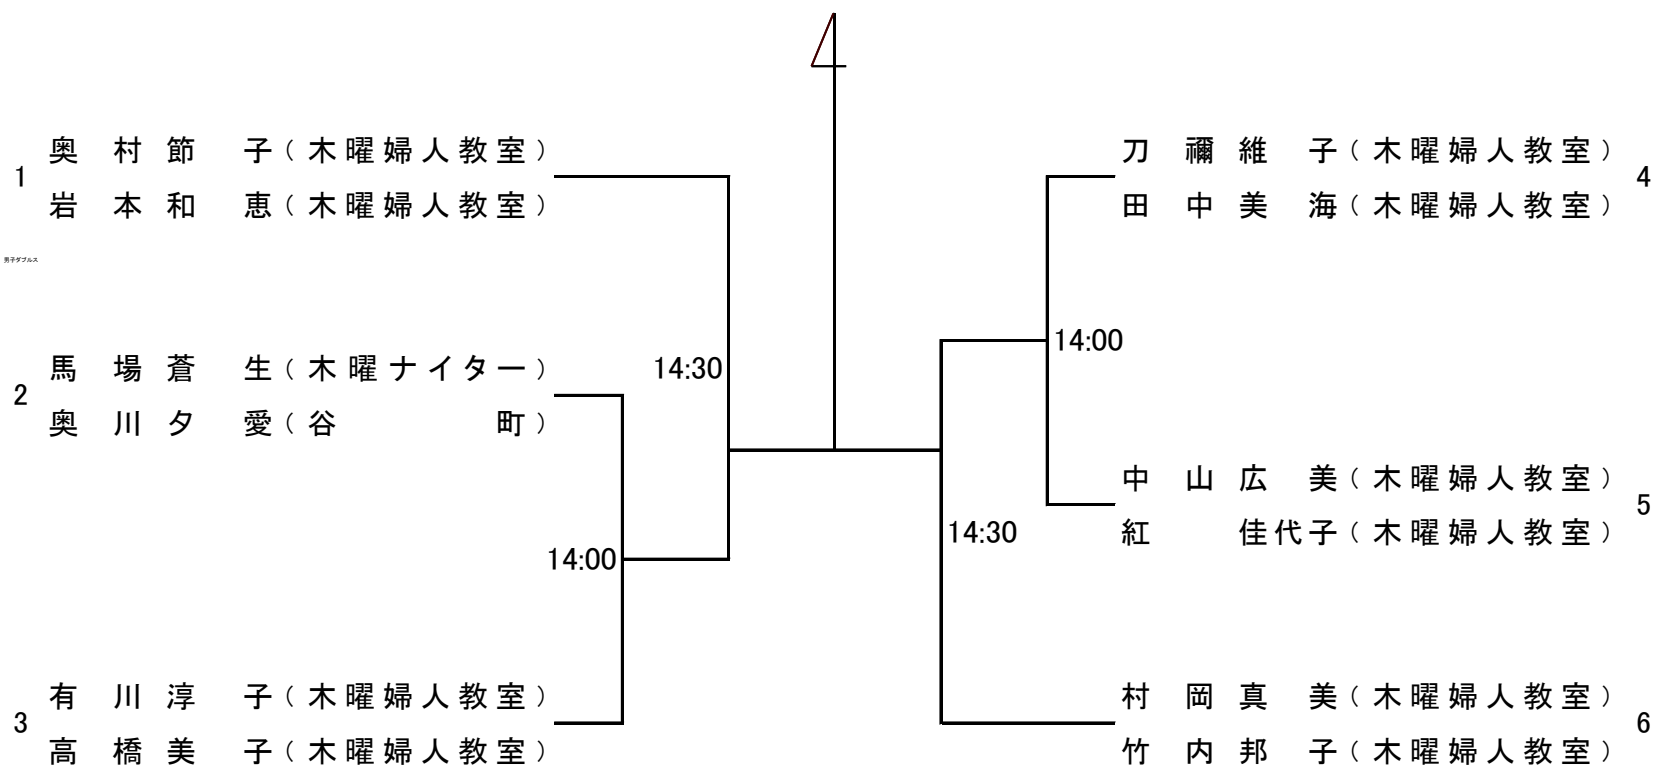 1
奥村節子(木曜婦人教室)
岩本和恵(木曜婦人教室)
男子ダブルス
2
馬場蒼生(木曜ナイター)
奥川夕愛(谷町)
3
有川淳子(木曜婦人教室)
高橋美子(木曜婦人教室)
14:30
14:00
刀禰維子(木曜婦人教室)
田中美海(木曜婦人教室)
4
14:00
中山広美(木曜婦人教室)
紅佳代子(木曜婦人教室)
5
14:30
村岡真美(木曜婦人教室)
竹内邦子(木曜婦人教室)
6